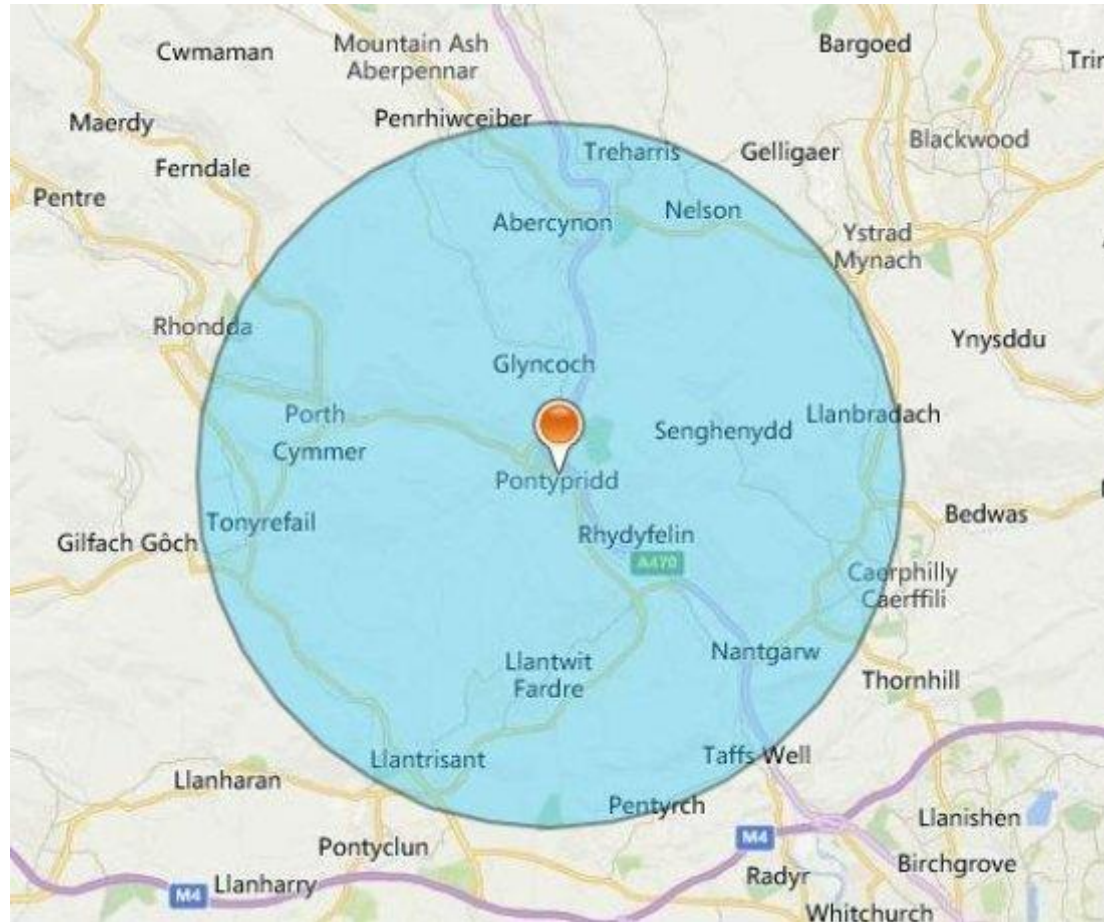 Cwmaman
Mountain Ash
Aberpennar
Bargoed
Maerdy
Penrhiwceiber
Blackwood
Ferndale
Treharris
Gelligaer
Pentre
Abercynon
Nelson
Ystrad
Mynach
Rhondda
Ynysddu
Glyncoch
Porth
Llanbradach
Senghenydd
Cymmer
Pontypridd
Tonyrefail
Bedwas
Gilfach Gôch
Rhydyfelin
A470
Caerphilly
Caerffili
Nantgarw
Llantwit
Fardre
Thornhill
Taffs Well
Llantrisant
Llanharan
Pentyrch
Llanishen
M4
Pontyclun
Birchgrove
Radyr
Llanharry
M4
Whitchurch